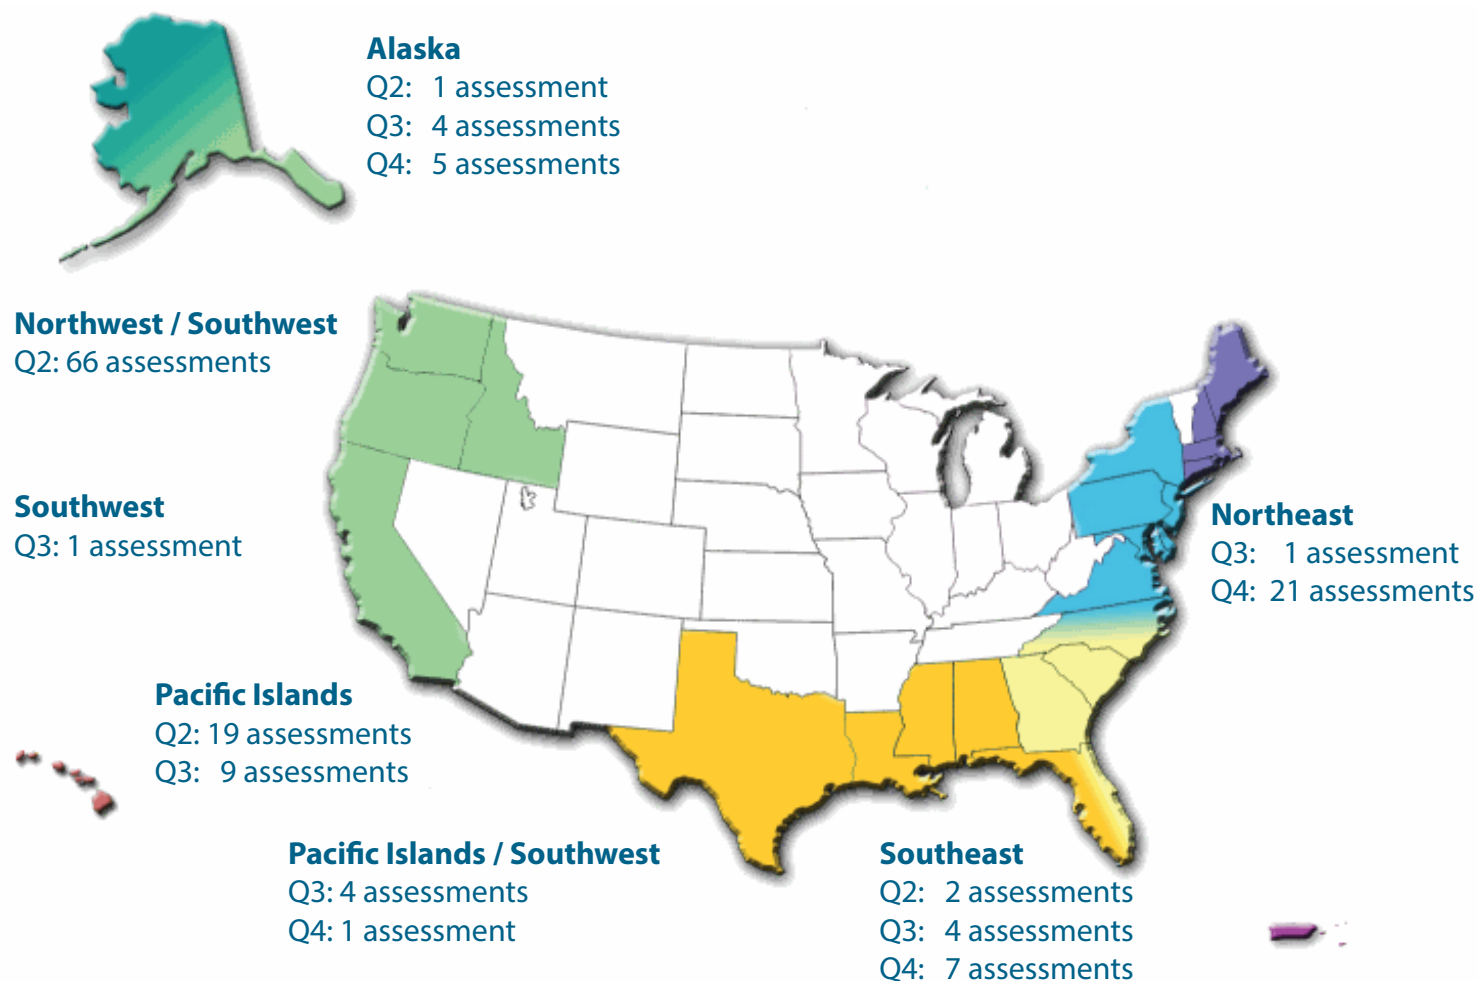 Alaska
Q2: 1 assessment
Q3: 4 assessments
Q4: 5 assessments
Northwest / Southwest
Q2: 66 assessments
Southwest
Q3: 1 assessment
Northeast
Q3: 1 assessment
Q4: 21 assessments
Pacific Islands
Q2: 19 assessments
Q3: 9 assessments
Pacific Islands / Southwest
Q3: 4 assessments
Q4: 1 assessment
Southeast
Q2: 2 assessments
Q3: 4 assessments
Q4: 7 assessments